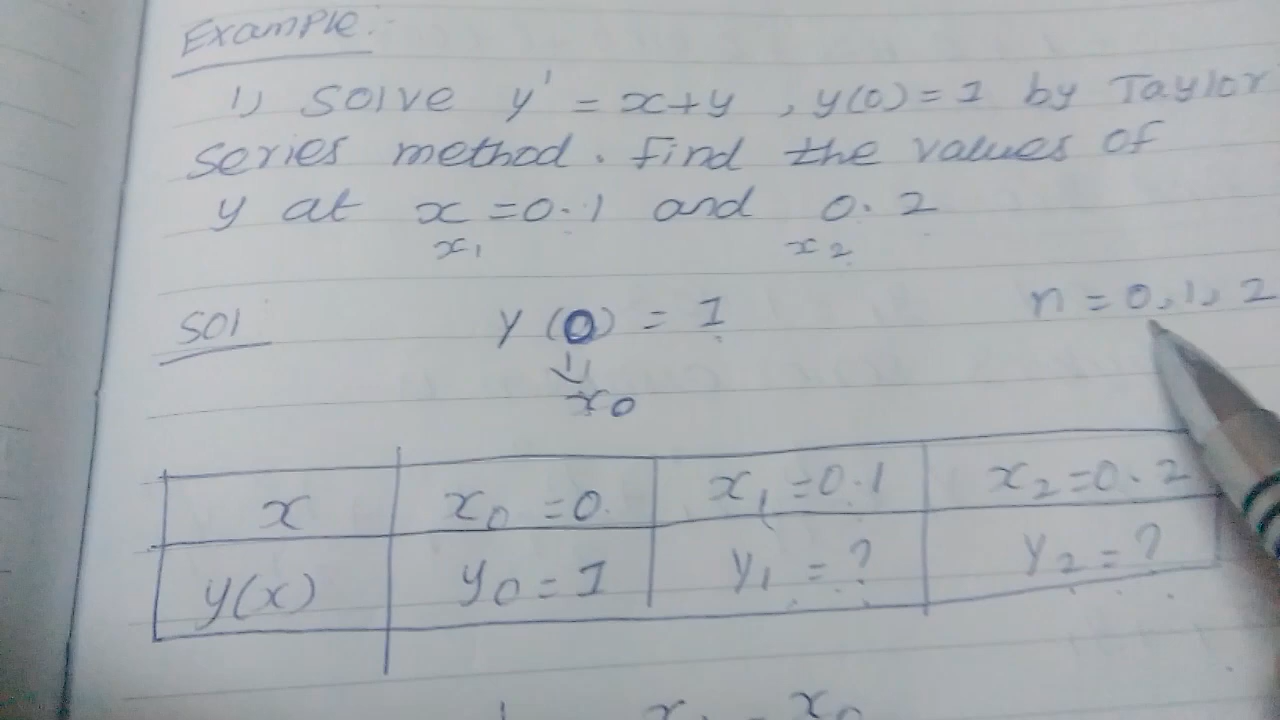 Example:
1) Solve y' = x+y , y(0) = 1 by Taylor
series method. Find the values of
y at x = 0.1 and 0.2
x1 x2
Sol y(0) = 1 n = 0, 1, 2
x0
x x0 = 0 x1 = 0.1 x2 = 0.2
y(x) y0 = 1 y1 = ? y2 = ?